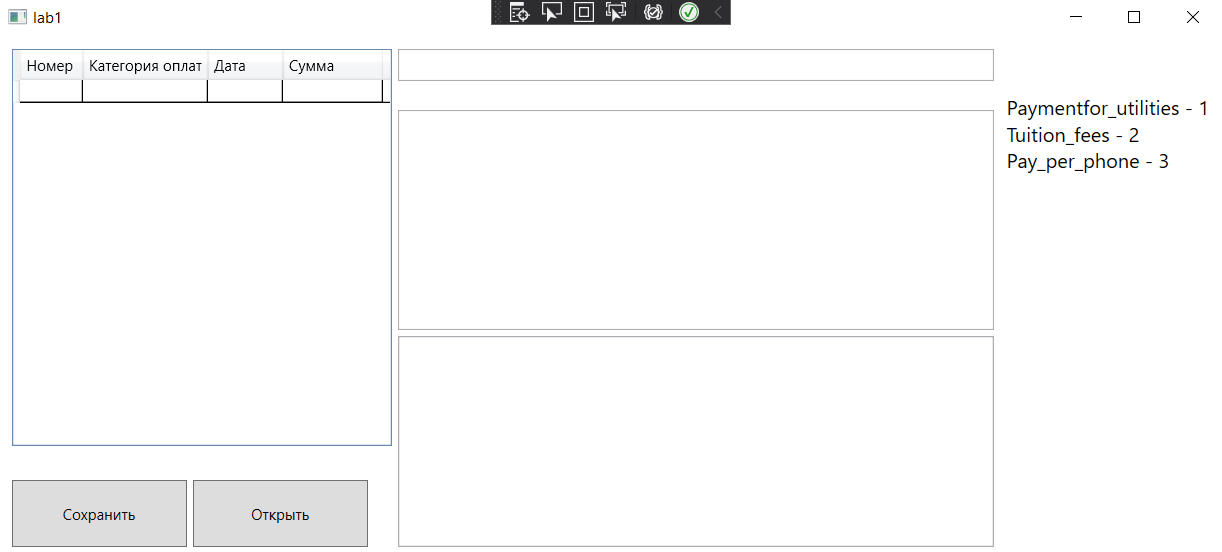 lab1
Номер Категория оплат Дата Сумма
Paymentfor_utilities - 1
Tuition_fees - 2
Pay_per_phone - 3
Сохранить Открыть